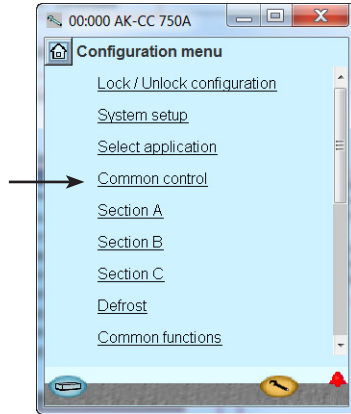 00:000 AK-CC 750A
Configuration menu
Lock / Unlock configuration
System setup
Select application
Common control
Section A
Section B
Section C
Defrost
Common functions